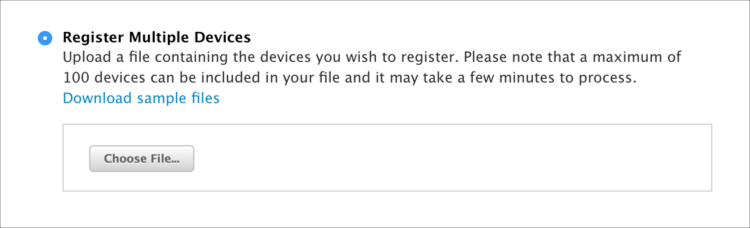 Register Multiple Devices
Upload a file containing the devices you wish to register. Please note that a maximum of
100 devices can be included in your file and it may take a few minutes to process.
Download sample files
Choose File...